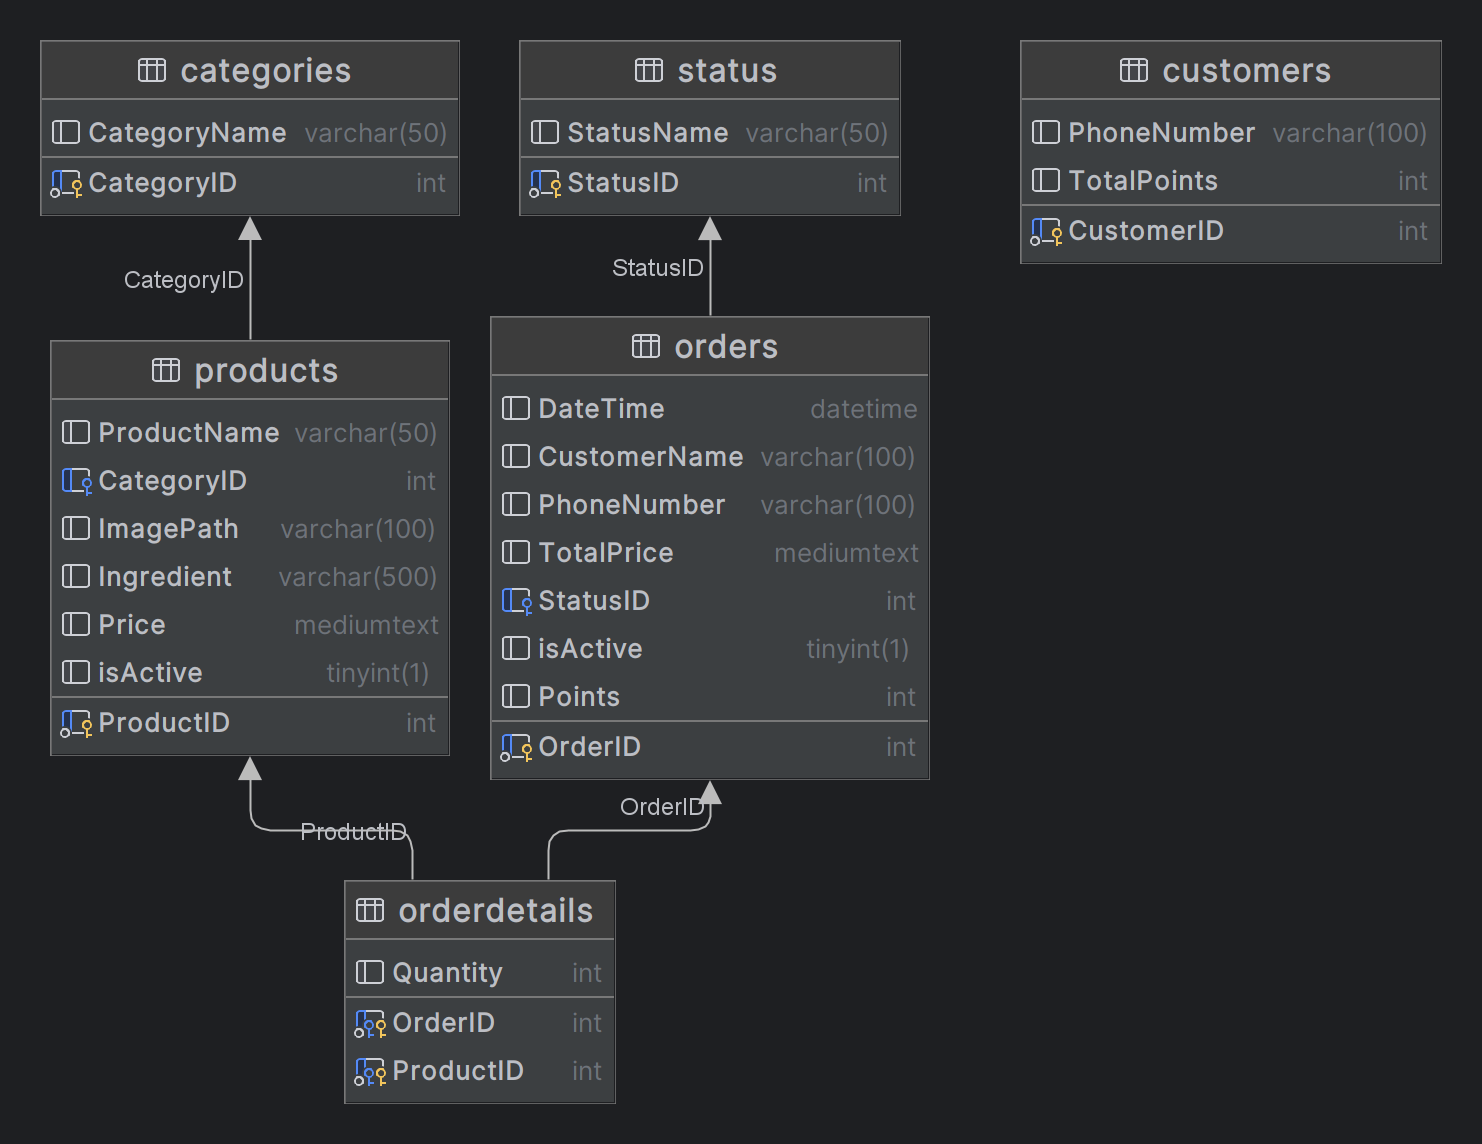 categories
CategoryName varchar(50)
CategoryID int
status
StatusName varchar(50)
StatusID int
customers
PhoneNumber varchar(100)
TotalPoints int
CustomerID int
CategoryID
StatusID
products
ProductName varchar(50)
CategoryID int
ImagePath varchar(100)
Ingredient varchar(500)
Price mediumtext
isActive tinyint(1)
ProductID int
orders
DateTime datetime
CustomerName varchar(100)
PhoneNumber varchar(100)
TotalPrice mediumtext
StatusID int
isActive tinyint(1)
Points int
OrderID int
ProductID
OrderID
orderdetails
Quantity int
OrderID int
ProductID int